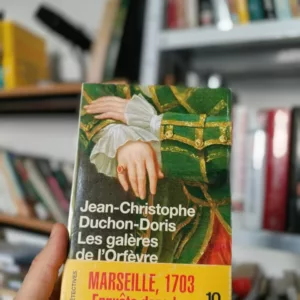 Jean-Christophe
Duchon-Doris
Les galères
de l'Orfèvre
MARSEILLE, 1703
10